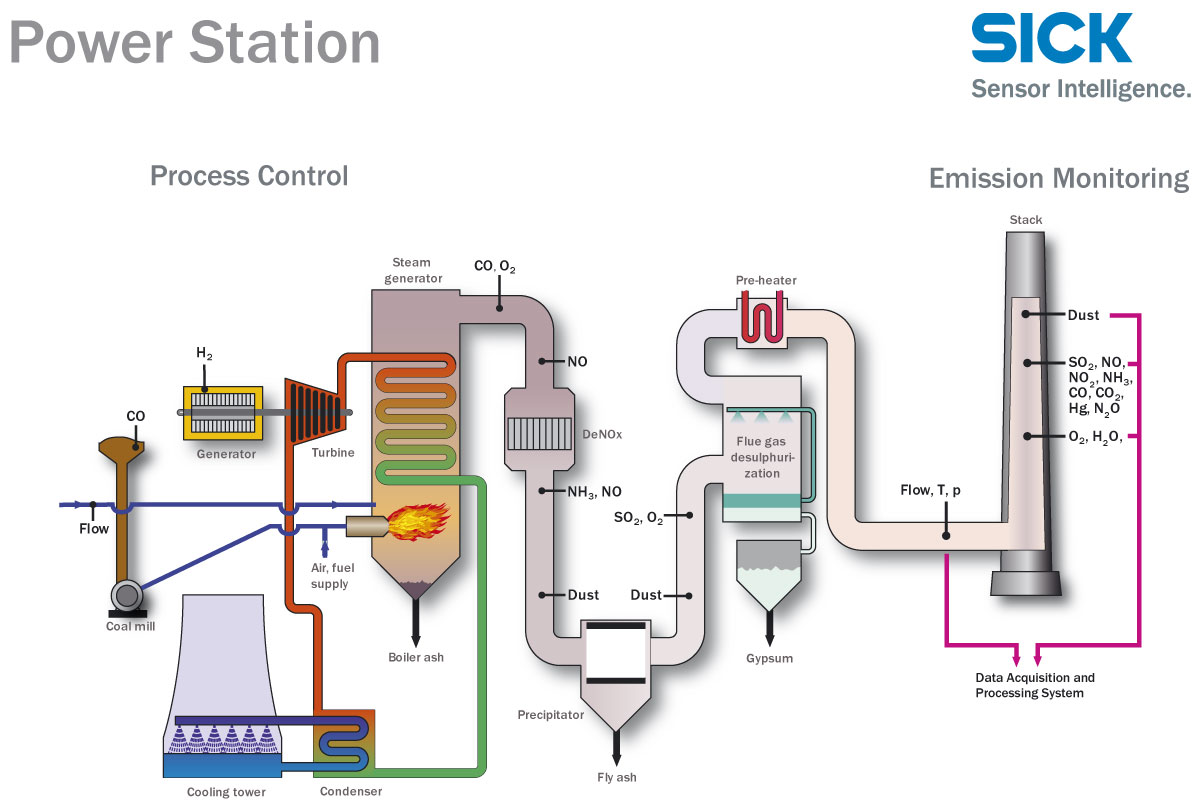 Power Station
SICK
Sensor Intelligence.
Process Control
Emission Monitoring
Stack
Steam
generator
CO, O₂
Pre-heater
Dust
H₂
NO
SO₂, NO,
NO₂, NH₃,
CO, CO₂,
Hg, N₂O
CO
DeNOx
Generator
Turbine
Flue gas
desulphuri-
zation
O₂, H₂O,
NH₃, NO
Flow, T, p
SO₂, O₂
Flow
Air, fuel
supply
Dust
Dust
Coal mill
Boiler ash
Gypsum
Data Acquisition and
Processing System
Precipitator
Fly ash
Cooling tower
Condenser